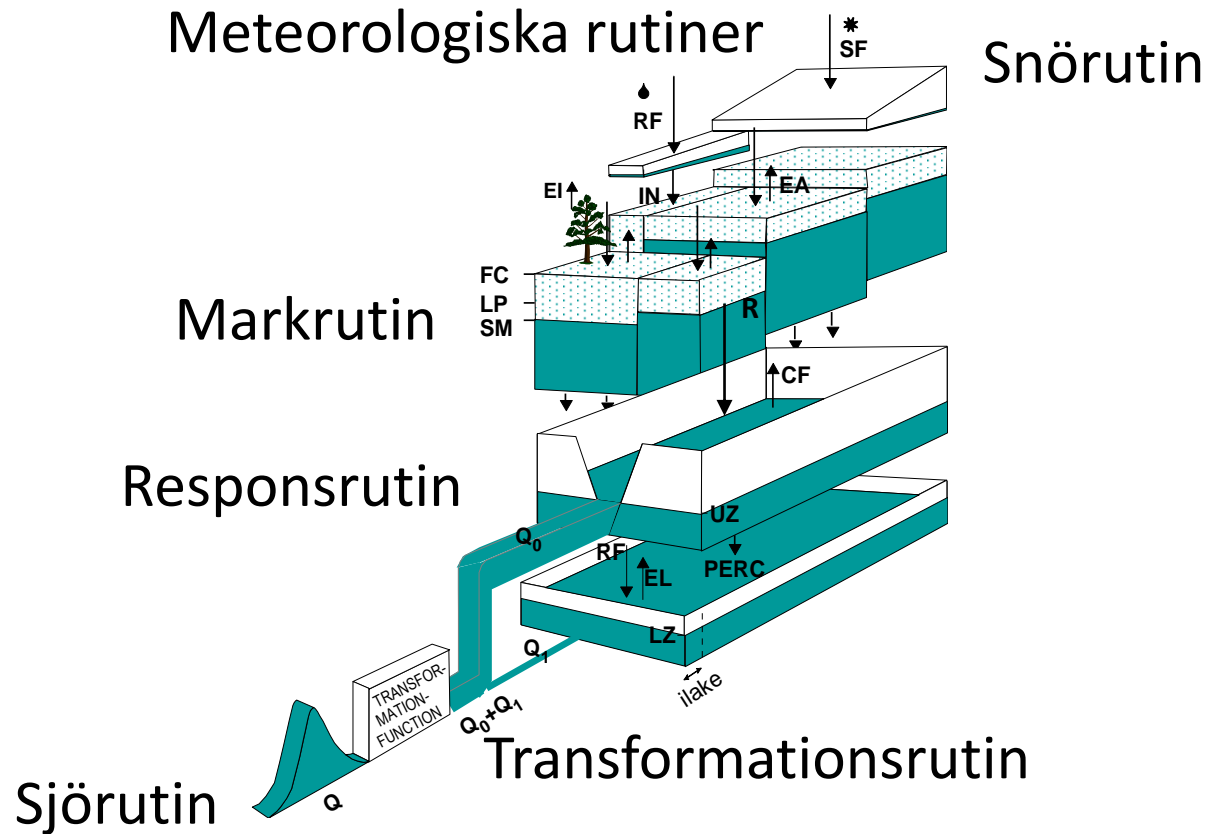 Meteorologiska rutiner
SF
Snörutin
RF
EI
IN
EA
FC
LP
SM
Markrutin
R
CF
Responsrutin
UZ
Q₀
RF
EL
PERC
LZ
Q₁
ilake
TRANSFOR-
MATION-
FUNCTION
Q₀+Q₁
Transformationsrutin
Sjörutin
Q